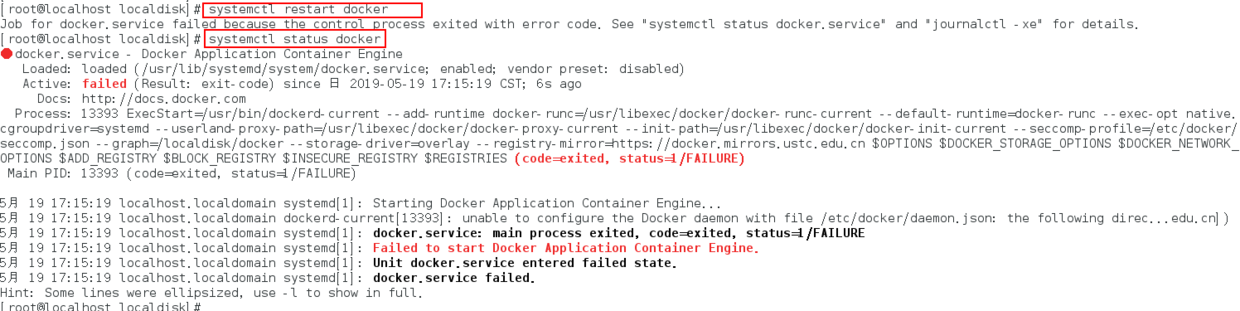 [root@localhost localdisk]# systemctl restart docker
Job for docker.service failed because the control process exited with error code. See "systemctl status docker.service" and "journalctl -xe" for details.
[root@localhost localdisk]# systemctl status docker
● docker.service - Docker Application Container Engine
Loaded: loaded (/usr/lib/systemd/system/docker.service; enabled; vendor preset: disabled)
Active: failed (Result: exit-code) since 日 2019-05-19 17:15:19 CST; 6s ago
Docs: http://docs.docker.com
Process: 13393 ExecStart=/usr/bin/dockerd-current --add-runtime docker-runc=/usr/libexec/docker/docker-runc-current --default-runtime=docker-runc --exec-opt native.
cgroupdriver=systemd --userland-proxy-path=/usr/libexec/docker/docker-proxy-current --init-path=/usr/libexec/docker/docker-init-current --seccomp-profile=/etc/docker/
seccomp.json --graph=/localdisk/docker --storage-driver=overlay --registry-mirror=https://docker.mirrors.ustc.edu.cn $OPTIONS $DOCKER_STORAGE_OPTIONS $DOCKER_NETWORK_
OPTIONS $ADD_REGISTRY $BLOCK_REGISTRY $INSECURE_REGISTRY $REGISTRIES (code=exited, status=1/FAILURE)
Main PID: 13393 (code=exited, status=1/FAILURE)
5月 19 17:15:19 localhost.localdomain systemd[1]: Starting Docker Application Container Engine...
5月 19 17:15:19 localhost.localdomain dockerd-current[13393]: unable to configure the Docker daemon with file /etc/docker/daemon.json: the following direc...edu.cn])
5月 19 17:15:19 localhost.localdomain systemd[1]: docker.service: main process exited, code=exited, status=1/FAILURE
5月 19 17:15:19 localhost.localdomain systemd[1]: Failed to start Docker Application Container Engine.
5月 19 17:15:19 localhost.localdomain systemd[1]: Unit docker.service entered failed state.
5月 19 17:15:19 localhost.localdomain systemd[1]: docker.service failed.
Hint: Some lines were ellipsized, use -l to show in full.
[root@localhost localdisk]#